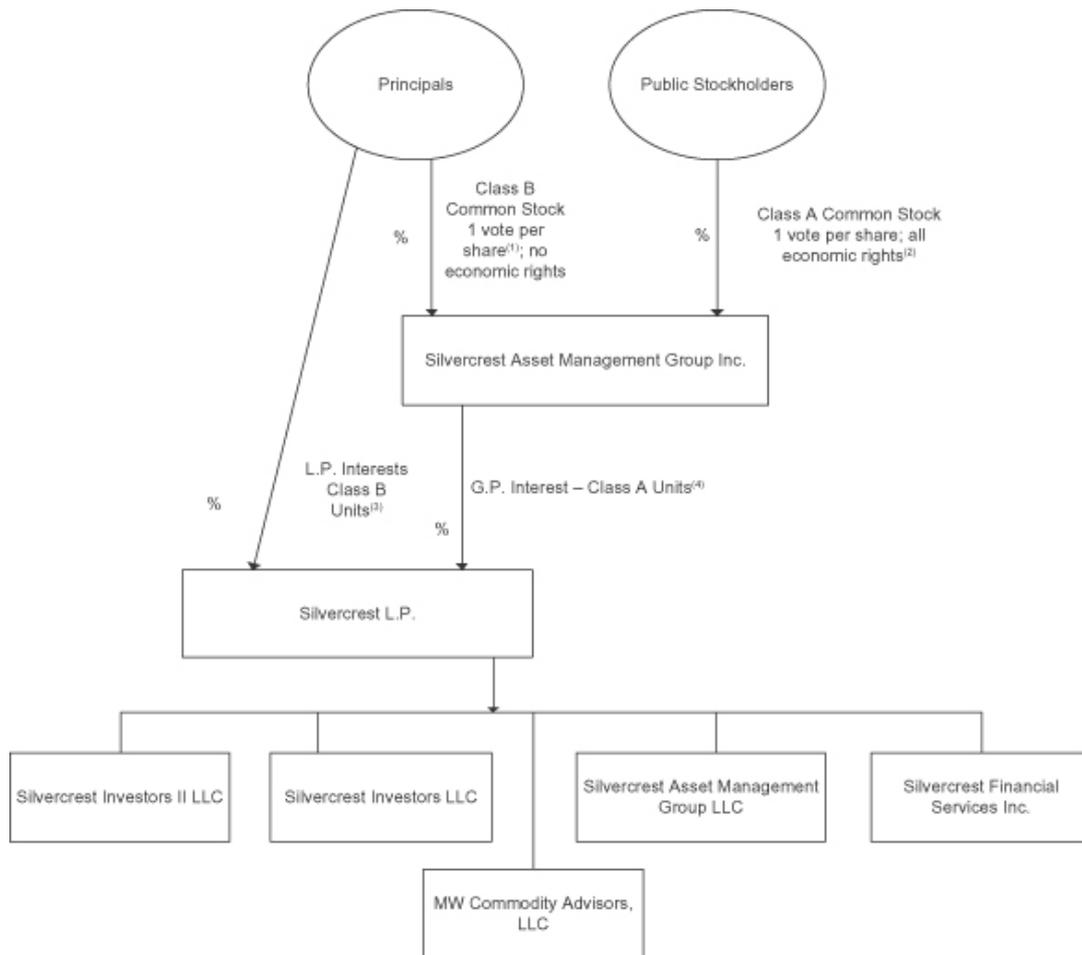 Principals
Public Stockholders
Class B
Common Stock
1 vote per
share(1); no
economic rights
%
Class A Common Stock
1 vote per share; all
economic rights(2)
%
Silvercrest Asset Management Group Inc.
L.P. Interests
Class B
Units(3)
%
G.P. Interest – Class A Units(4)
%
Silvercrest L.P.
Silvercrest Investors II LLC
Silvercrest Investors LLC
Silvercrest Asset Management
Group LLC
Silvercrest Financial
Services Inc.
MW Commodity Advisors,
LLC